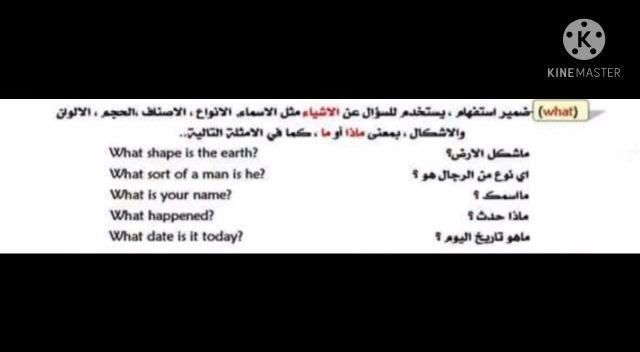 KINEMASTER
(what) ضمير استفهام ، يستخدم للسؤال عن الاشياء مثل الاسماء، الانواع ، الاصناف ،الحجم ، الالوان
والاشكال ، بمعنى ماذا أو ما ، كما في الامثلة التالية..
What shape is the earth? ماشكل الارض؟
What sort of a man is he? اي نوع من الرجال هو ؟
What is your name? مااسمك ؟
What happened? ماذا حدث ؟
What date is it today? ماهو تاريخ اليوم ؟